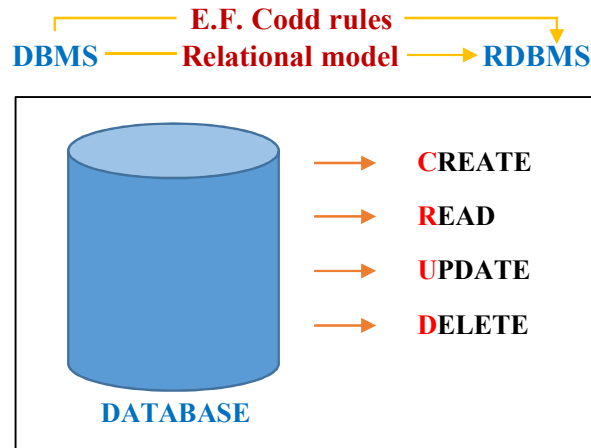 E.F. Codd rules
DBMS Relational model RDBMS
CREATE
READ
UPDATE
DELETE
DATABASE